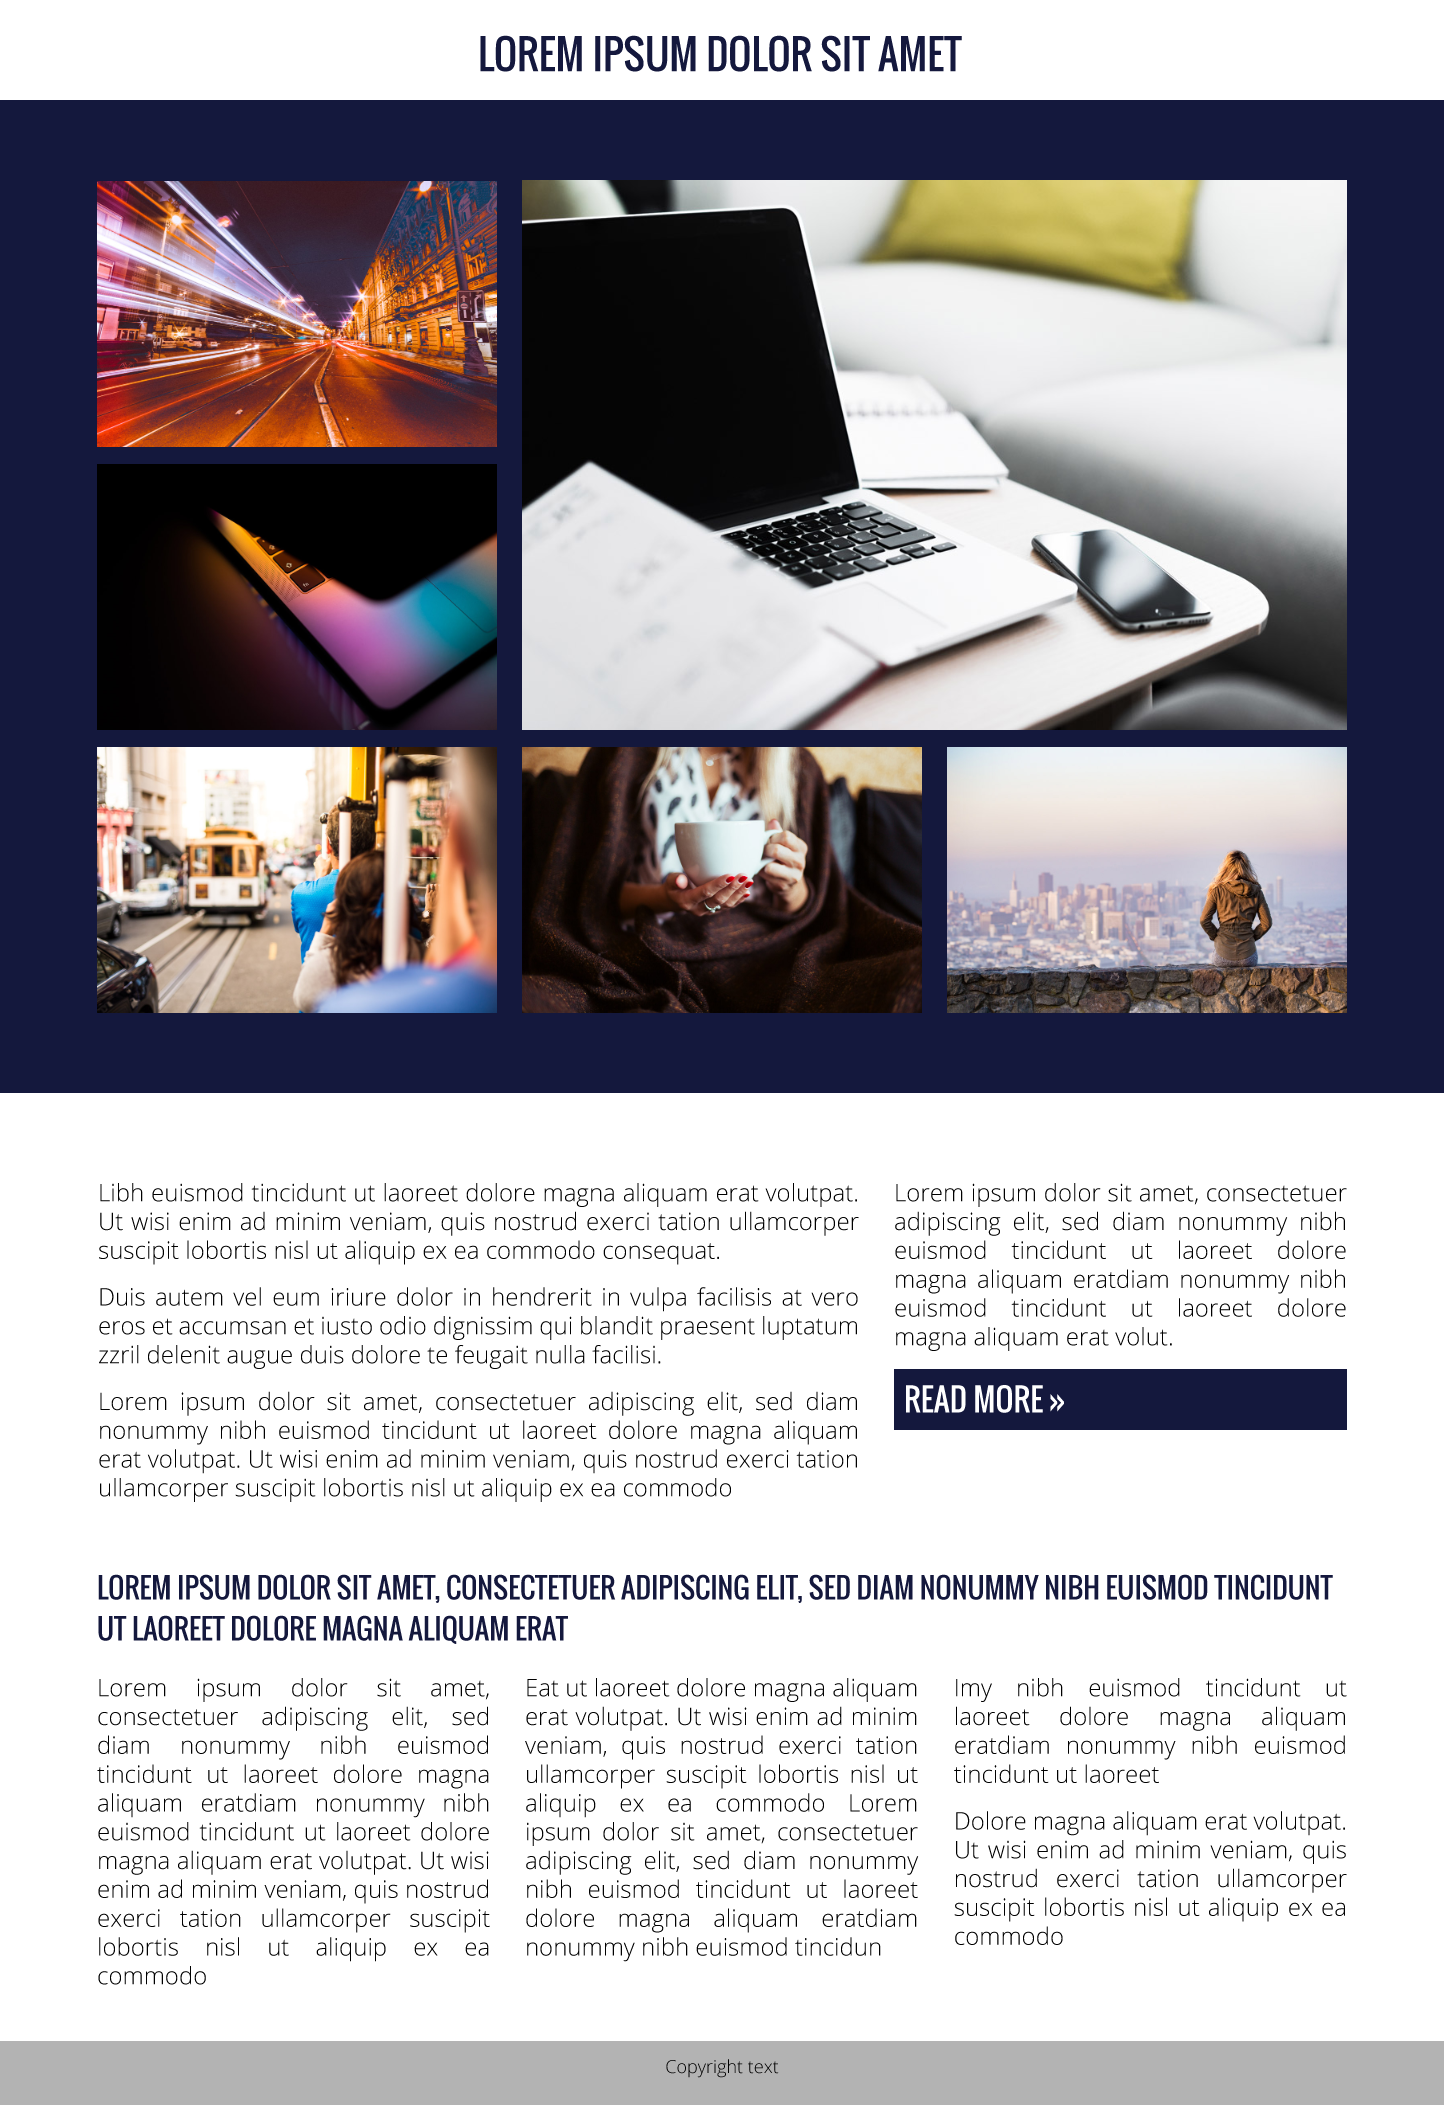 LOREM IPSUM DOLOR SIT AMET
Libh euismod tincidunt ut laoreet dolore magna aliquam erat volutpat.
Ut wisi enim ad minim veniam, quis nostrud exerci tation ullamcorper
suscipit lobortis nisl ut aliquip ex ea commodo consequat.
Duis autem vel eum iriure dolor in hendrerit in vulpa facilisis at vero
eros et accumsan et iusto odio dignissim qui blandit praesent luptatum
zzril delenit augue duis dolore te feugait nulla facilisi.
Lorem ipsum dolor sit amet, consectetuer adipiscing elit, sed diam
nonummy nibh euismod tincidunt ut laoreet dolore magna aliquam
erat volutpat. Ut wisi enim ad minim veniam, quis nostrud exerci tation
ullamcorper suscipit lobortis nisl ut aliquip ex ea commodo
Lorem ipsum dolor sit amet, consectetuer
adipiscing elit, sed diam nonummy nibh
euismod tincidunt ut laoreet dolore
magna aliquam eratdiam nonummy nibh
euismod tincidunt ut laoreet dolore
magna aliquam erat volut.
READ MORE »
LOREM IPSUM DOLOR SIT AMET, CONSECTETUER ADIPISCING ELIT, SED DIAM NONUMMY NIBH EUISMOD TINCIDUNT
UT LAOREET DOLORE MAGNA ALIQUAM ERAT
Lorem ipsum dolor sit amet,
consectetuer adipiscing elit, sed
diam nonummy nibh euismod
tincidunt ut laoreet dolore magna
aliquam eratdiam nonummy nibh
euismod tincidunt ut laoreet dolore
magna aliquam erat volutpat. Ut wisi
enim ad minim veniam, quis nostrud
exerci tation ullamcorper suscipit
lobortis nisl ut aliquip ex ea
commodo
Eat ut laoreet dolore magna aliquam
erat volutpat. Ut wisi enim ad minim
veniam, quis nostrud exerci tation
ullamcorper suscipit lobortis nisl ut
aliquip ex ea commodo Lorem
ipsum dolor sit amet, consectetuer
adipiscing elit, sed diam nonummy
nibh euismod tincidunt ut laoreet
dolore magna aliquam eratdiam
nonummy nibh euismod tincidun
Imy nibh euismod tincidunt ut
laoreet dolore magna aliquam
eratdiam nonummy nibh euismod
tincidunt ut laoreet
Dolore magna aliquam erat volutpat.
Ut wisi enim ad minim veniam, quis
nostrud exerci tation ullamcorper
suscipit lobortis nisl ut aliquip ex ea
commodo
Copyright text